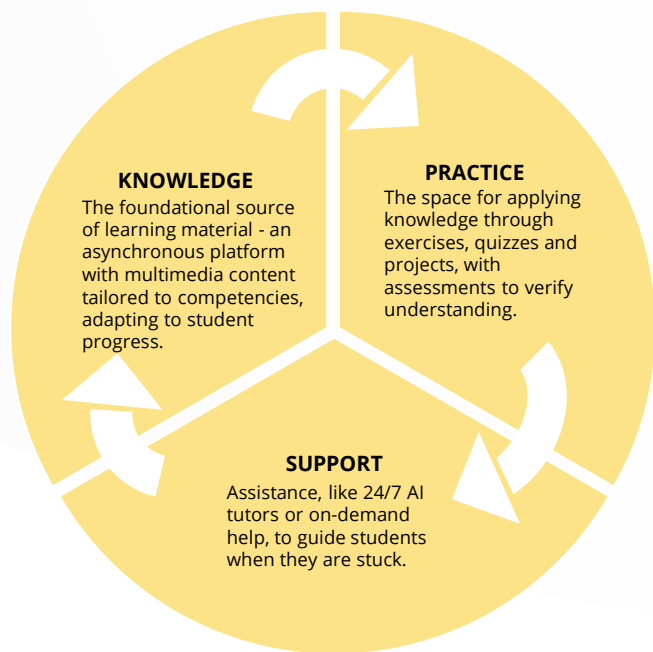 KNOWLEDGE
The foundational source
of learning material - an
asynchronous platform
with multimedia content
tailored to competencies,
adapting to student
progress.
PRACTICE
The space for applying
knowledge through
exercises, quizzes and
projects, with
assessments to verify
understanding.
SUPPORT
Assistance, like 24/7 AI
tutors or on-demand
help, to guide students
when they are stuck.